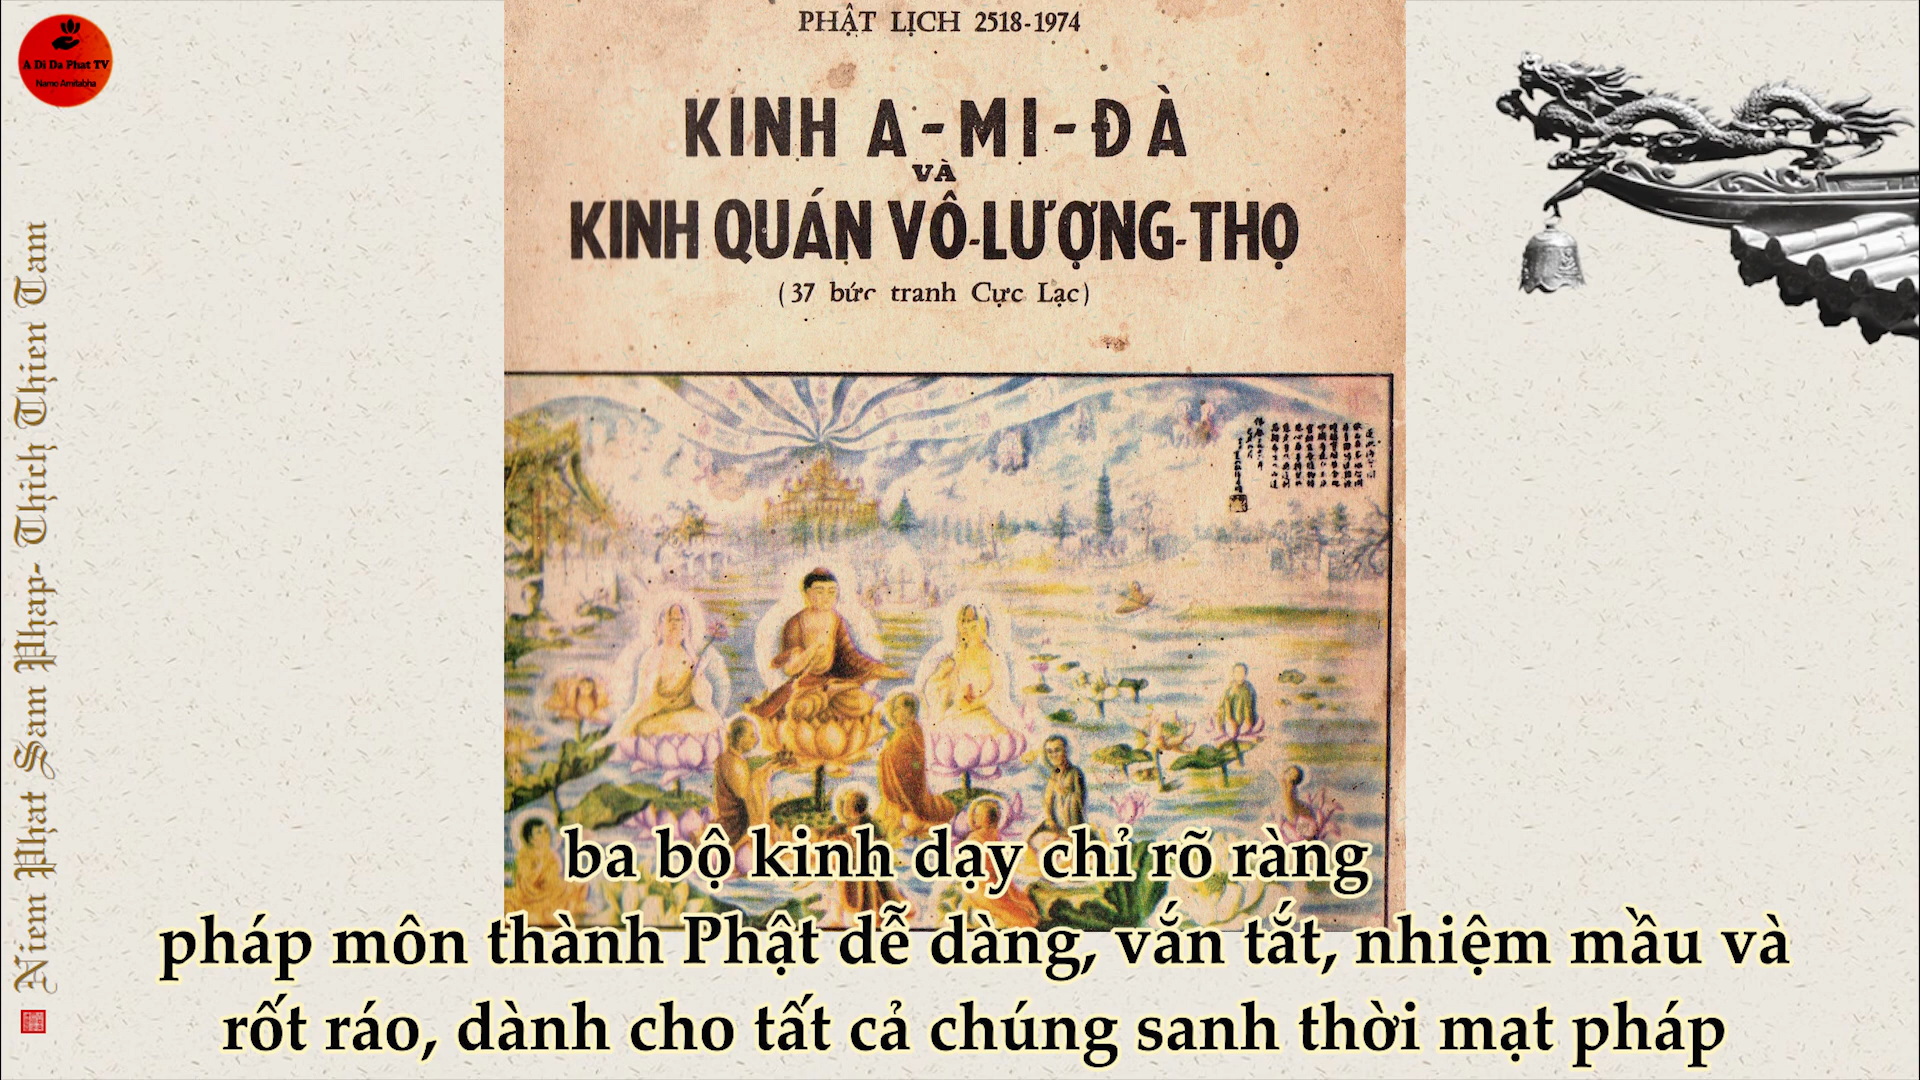 A Di Da Phat TV
Namo Amitabha
Niem Phat Sam Phap- Thich Thien Tam
PHẬT LỊCH 2518-1974
KINH A-MI-ĐÀ
VÀ
KINH QUÁN VÔ-LƯỢNG-THỌ
(37 bức tranh Cực Lạc)
ba bộ kinh dạy chỉ rõ ràng
pháp môn thành Phật dễ dàng, vắn tắt, nhiệm mầu và
rốt ráo, dành cho tất cả chúng sanh thời mạt pháp